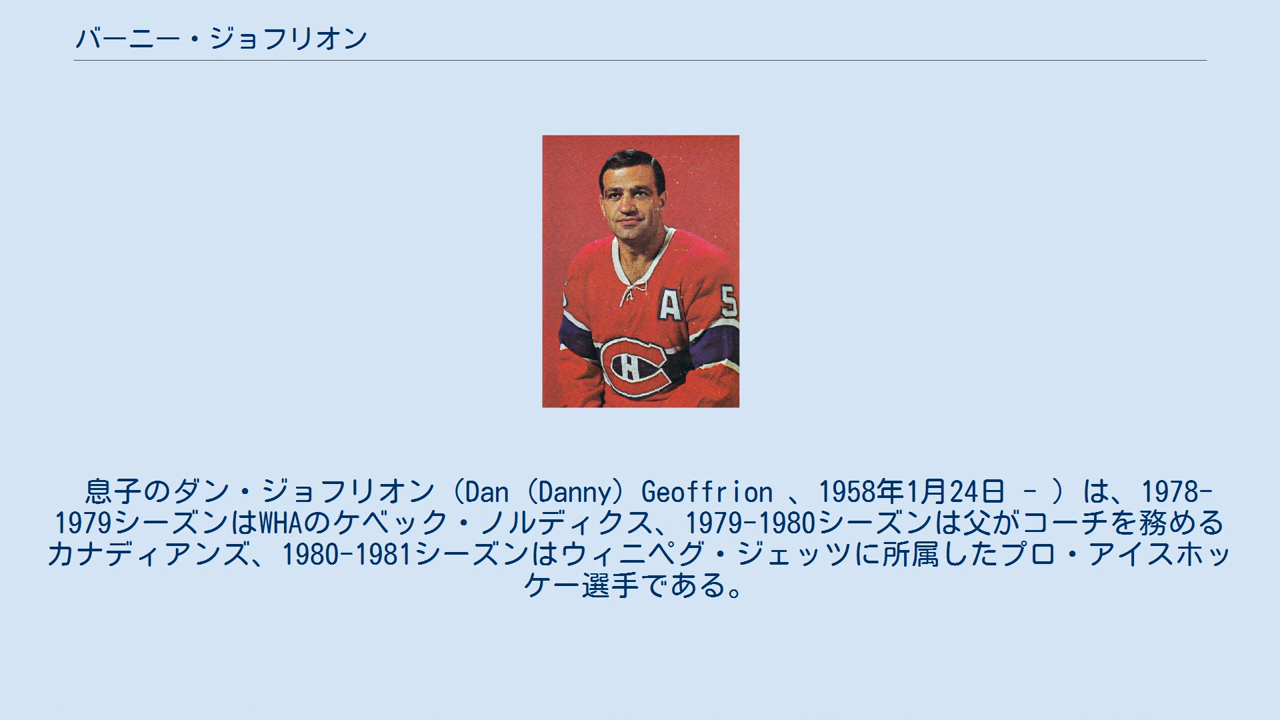 バーニー・ジョフリオン
A
5
H
息子のダン・ジョフリオン（Dan（Danny）Geoffrion 、1958年1月24日 - ）は、1978-
1979シーズンはWHAのケベック・ノルディクス、1979-1980シーズンは父がコーチを務める
カナディアンズ、1980-1981シーズンはウィニペグ・ジェッツに所属したプロ・アイスホッ
ケー選手である。